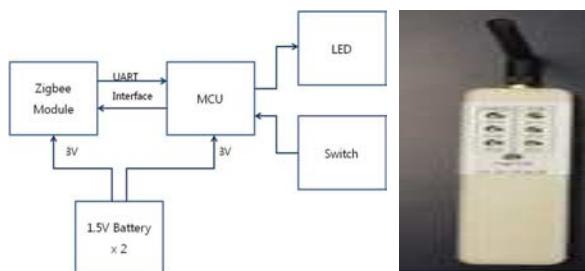 Zigbee
Module
UART
Interface
MCU
LED
Switch
3V
3V
1.5V Battery
x 2